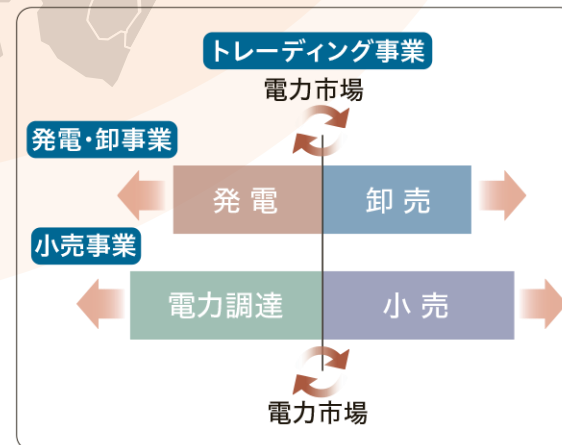 トレーディング事業
電力市場
発電・卸事業
発電
卸売
小売事業
電力調達
小売
電力市場